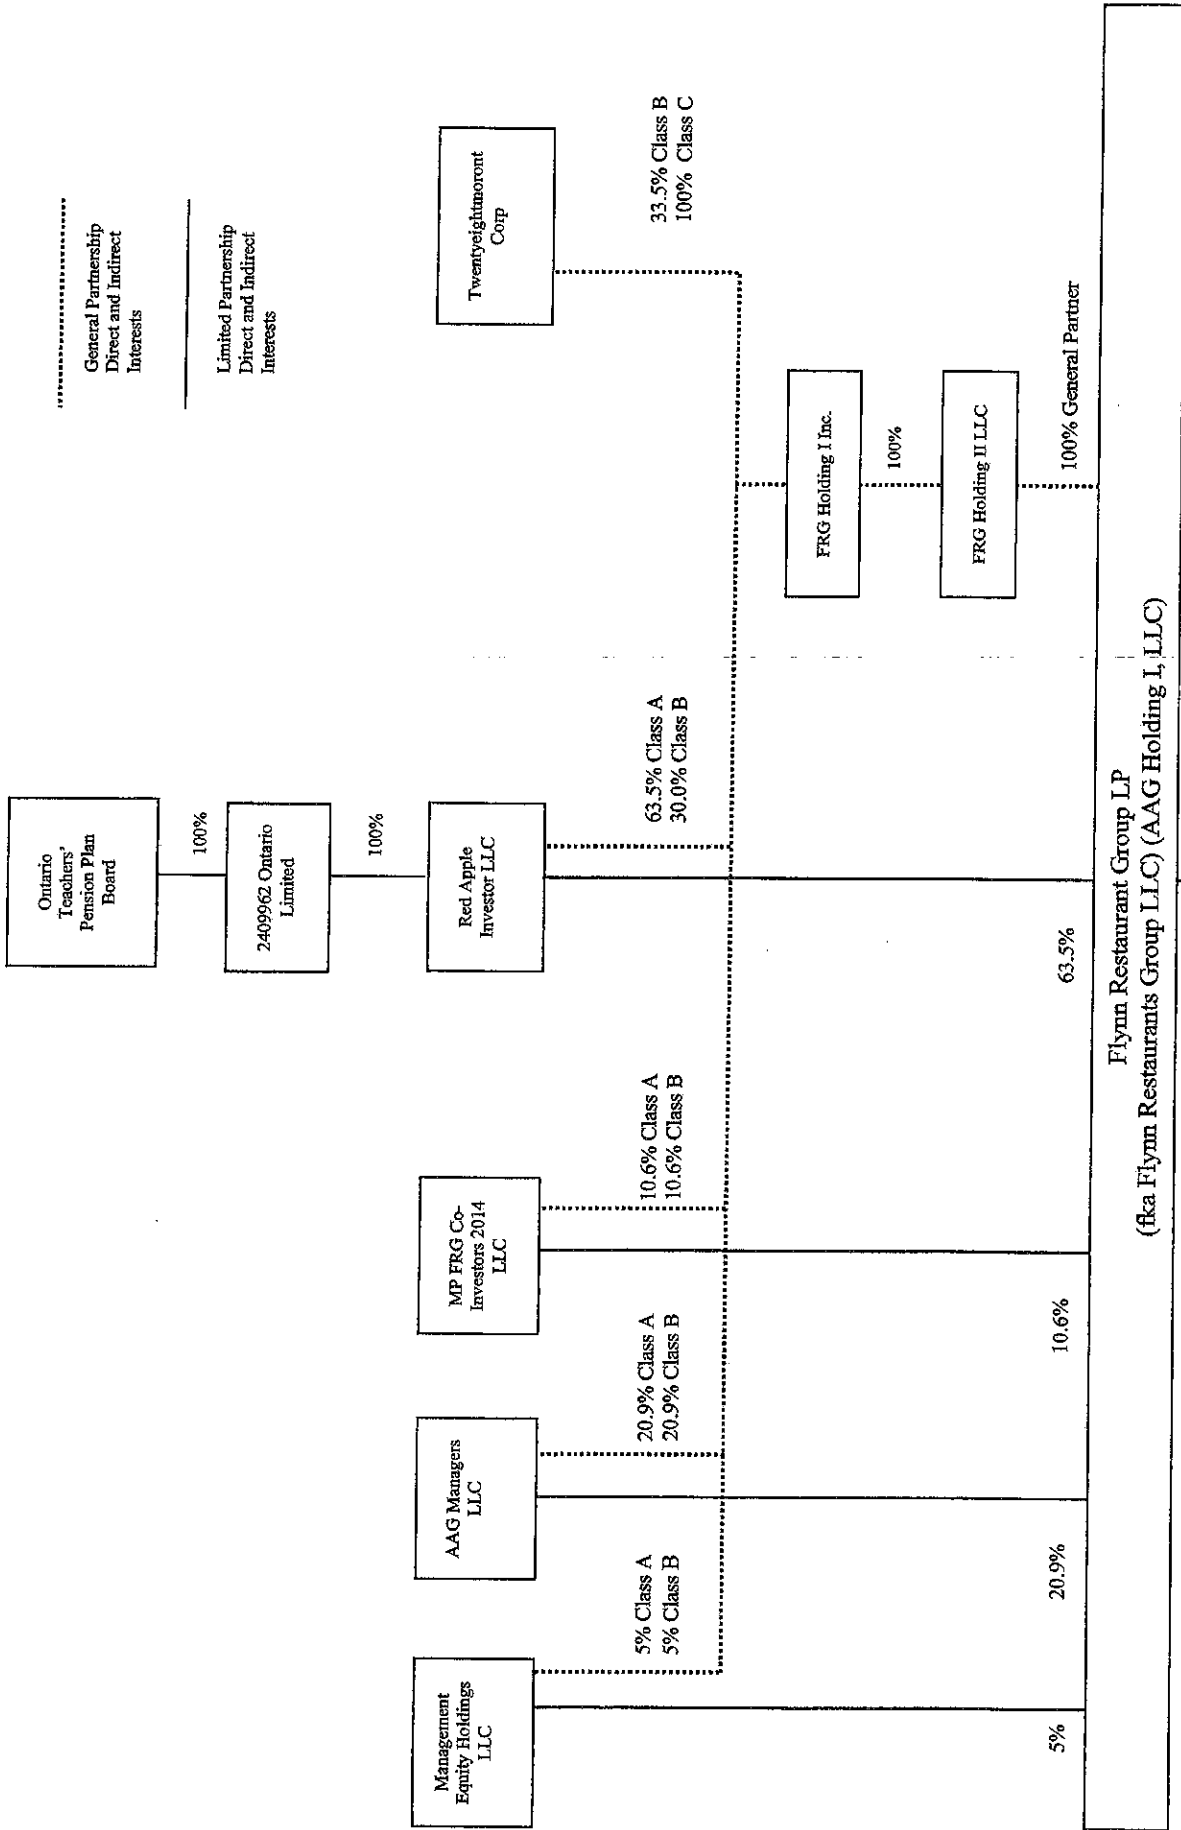 Ontario
Teachers'
Pension Plan
Board
100%
2409962 Ontario
Limited
100%
General Partnership
Direct and Indirect
Interests
Limited Partnership
Direct and Indirect
Interests
Management
Equity Holdings
LLC
AAG Managers
LLC
MP FRG Co-
Investors 2014
LLC
Red Apple
Investor LLC
Twentyeightmoront
Corp
5% Class A
5% Class B
20.9% Class A
20.9% Class B
10.6% Class A
10.6% Class B
63.5% Class A
30.0% Class B
33.5% Class B
100% Class C
FRG Holding I Inc.
100%
FRG Holding II LLC
5%
20.9%
10.6%
63.5%
100% General Partner
Flynn Restaurant Group LP
(fka Flynn Restaurants Group LLC) (AAG Holding I, LLC)